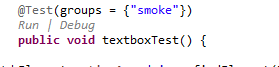 @Test(groups = {"smoke"})
Run | Debug
public void textboxTest() {